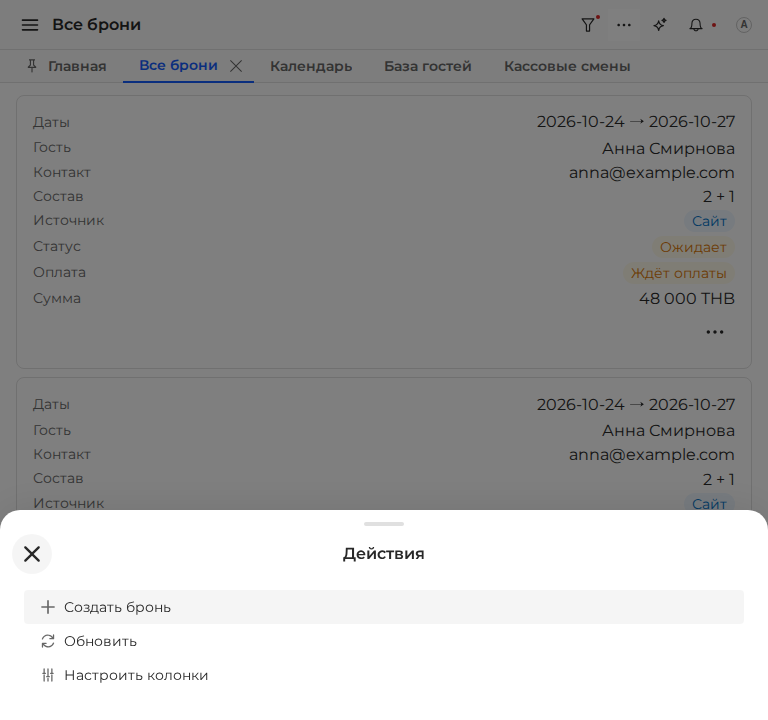 Все брони
A
Главная
Все брони
Календарь
База гостей
Кассовые смены
Даты 2026-10-24 → 2026-10-27
Гость Анна Смирнова
Контакт anna@example.com
Состав 2 + 1
Источник Сайт
Статус Ожидает
Оплата Ждёт оплаты
Сумма 48 000 THB
Даты 2026-10-24 → 2026-10-27
Гость Анна Смирнова
Контакт anna@example.com
Состав 2 + 1
Источник Сайт
Действия
Создать бронь
Обновить
Настроить колонки